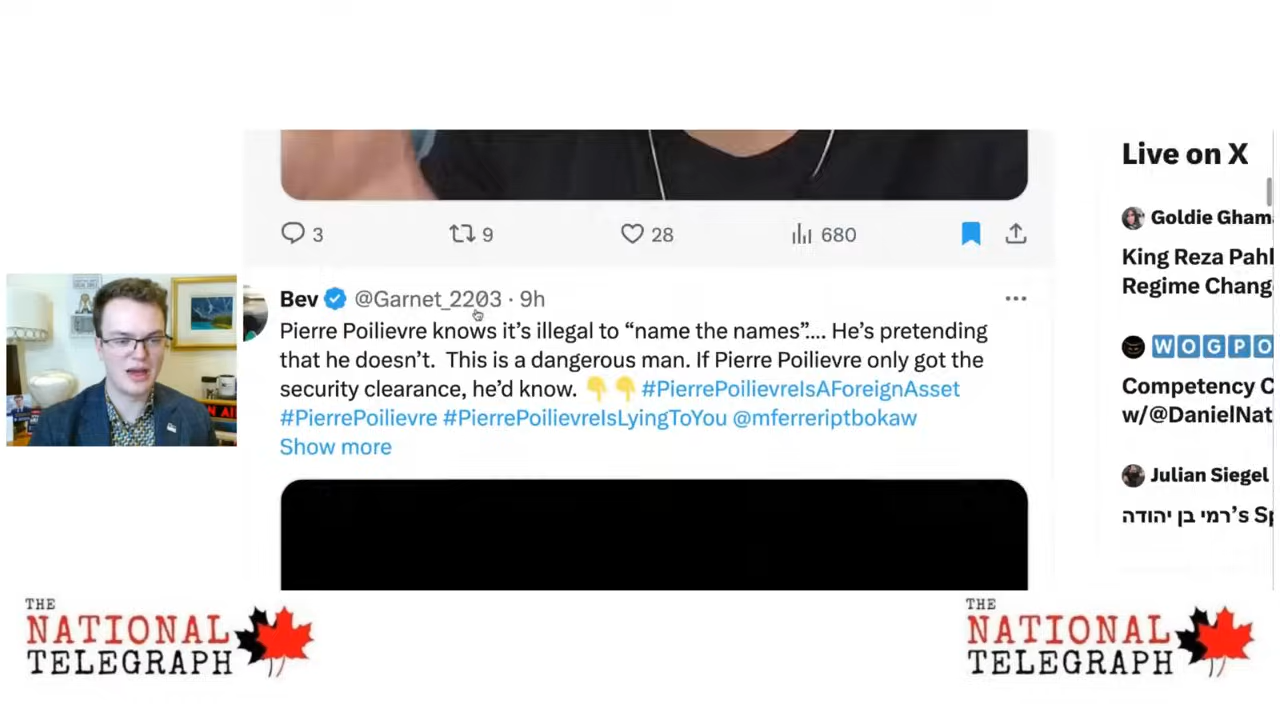 3
9
28
680
Bev @Garnet_2203 · 9h
Pierre Poilievre knows it's illegal to “name the names”.... He's pretending
that he doesn't. This is a dangerous man. If Pierre Poilievre only got the
security clearance, he'd know. 👇👇 #PierrePoilievreIsAForeignAsset
#PierrePoilievre #PierrePoilievreIsLyingToYou @mferreriptbokaw
Show more
Live on X
Goldie Gham
King Reza Pahl
Regime Chang
WOGPO
Competency C
w/@DanielNat
Julian Siegel
רמי בן יהודה's Sp
THE
NATIONAL
TELEGRAPH
THE
NATIONAL
TELEGRAPH